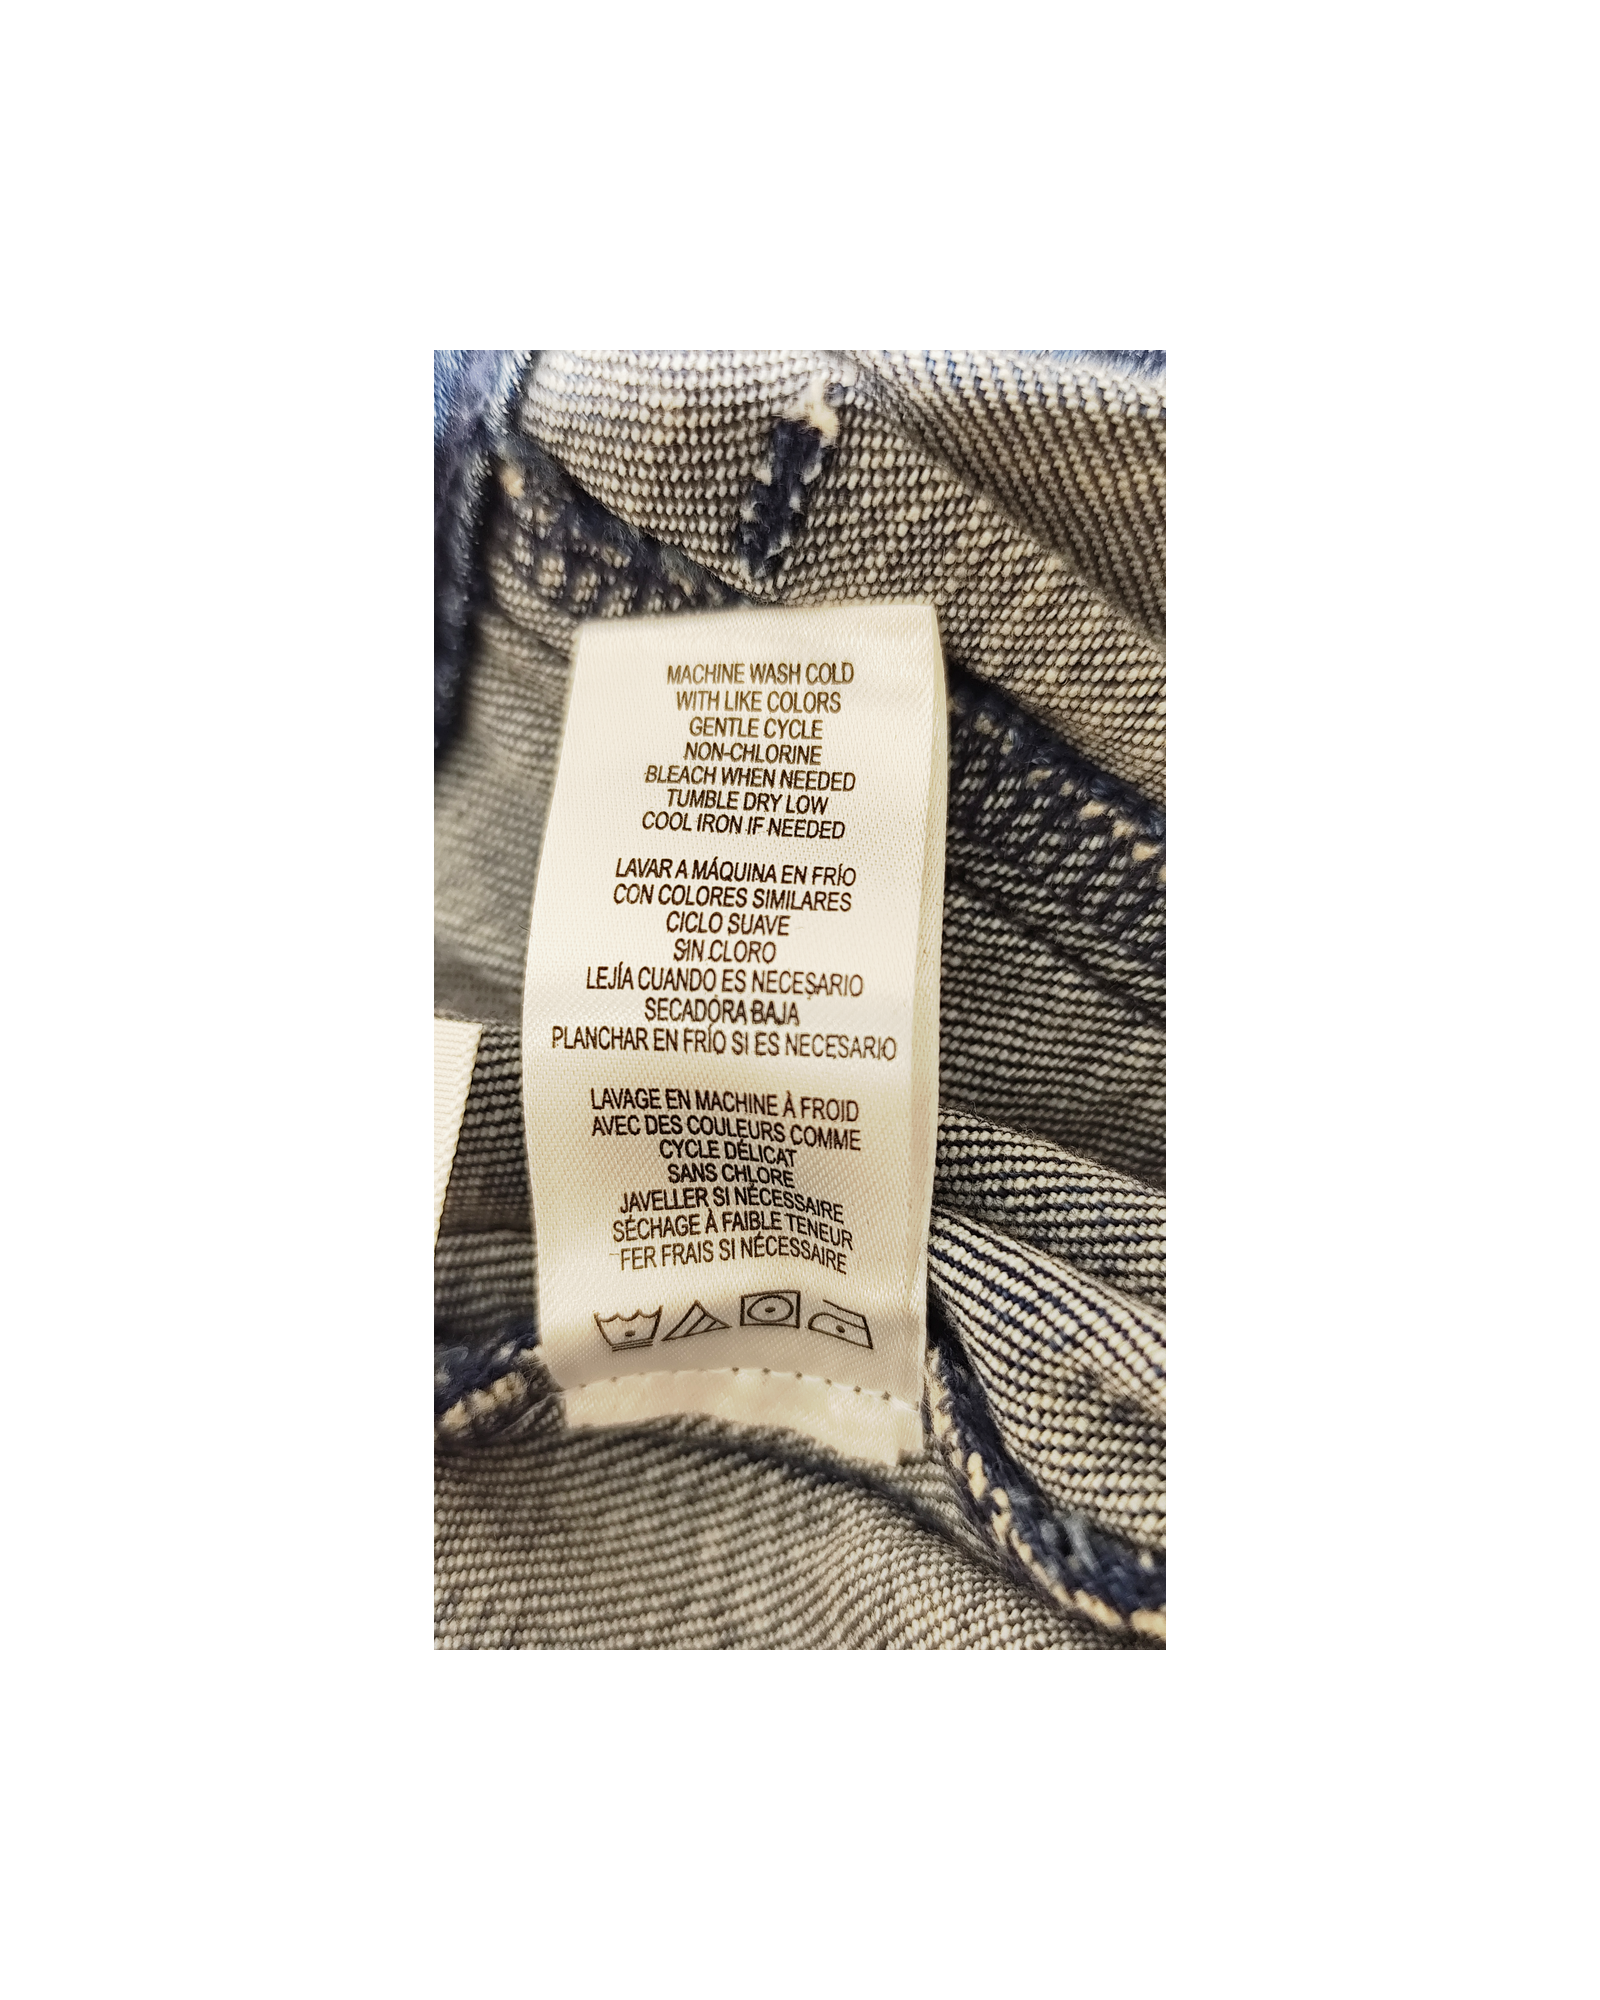 MACHINE WASH COLD
WITH LIKE COLORS
GENTLE CYCLE
NON-CHLORINE
BLEACH WHEN NEEDED
TUMBLE DRY LOW
COOL IRON IF NEEDED
LAVAR A MÁQUINA EN FRÍO
CON COLORES SIMILARES
CICLO SUAVE
SIN CLORO
LEJÍA CUANDO ES NECESARIO
SECADORA BAJA
PLANCHAR EN FRÍO SI ES NECESARIO
LAVAGE EN MACHINE À FROID
AVEC DES COULEURS COMME
CYCLE DÉLICAT
SANS CHLORE
JAVELLER SI NÉCESSAIRE
SÉCHAGE À FAIBLE TENEUR
FER FRAIS SI NÉCESSAIRE